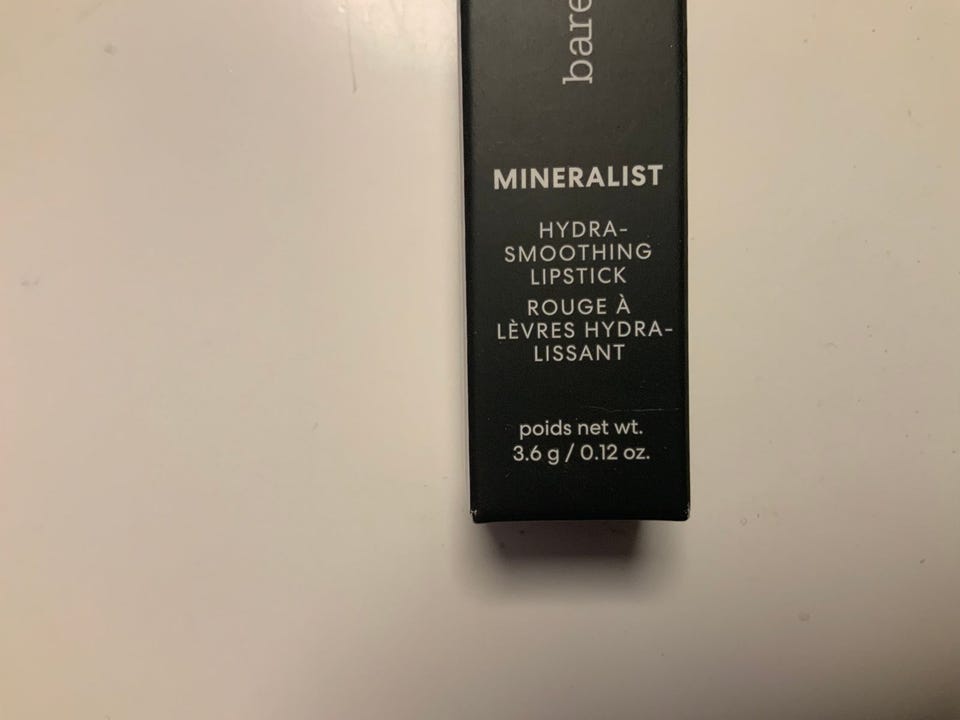 bare
MINERALIST
HYDRA-
SMOOTHING
LIPSTICK
ROUGE À
LÈVRES HYDRA-
LISSANT
poids net wt.
3.6 g / 0.12 oz.